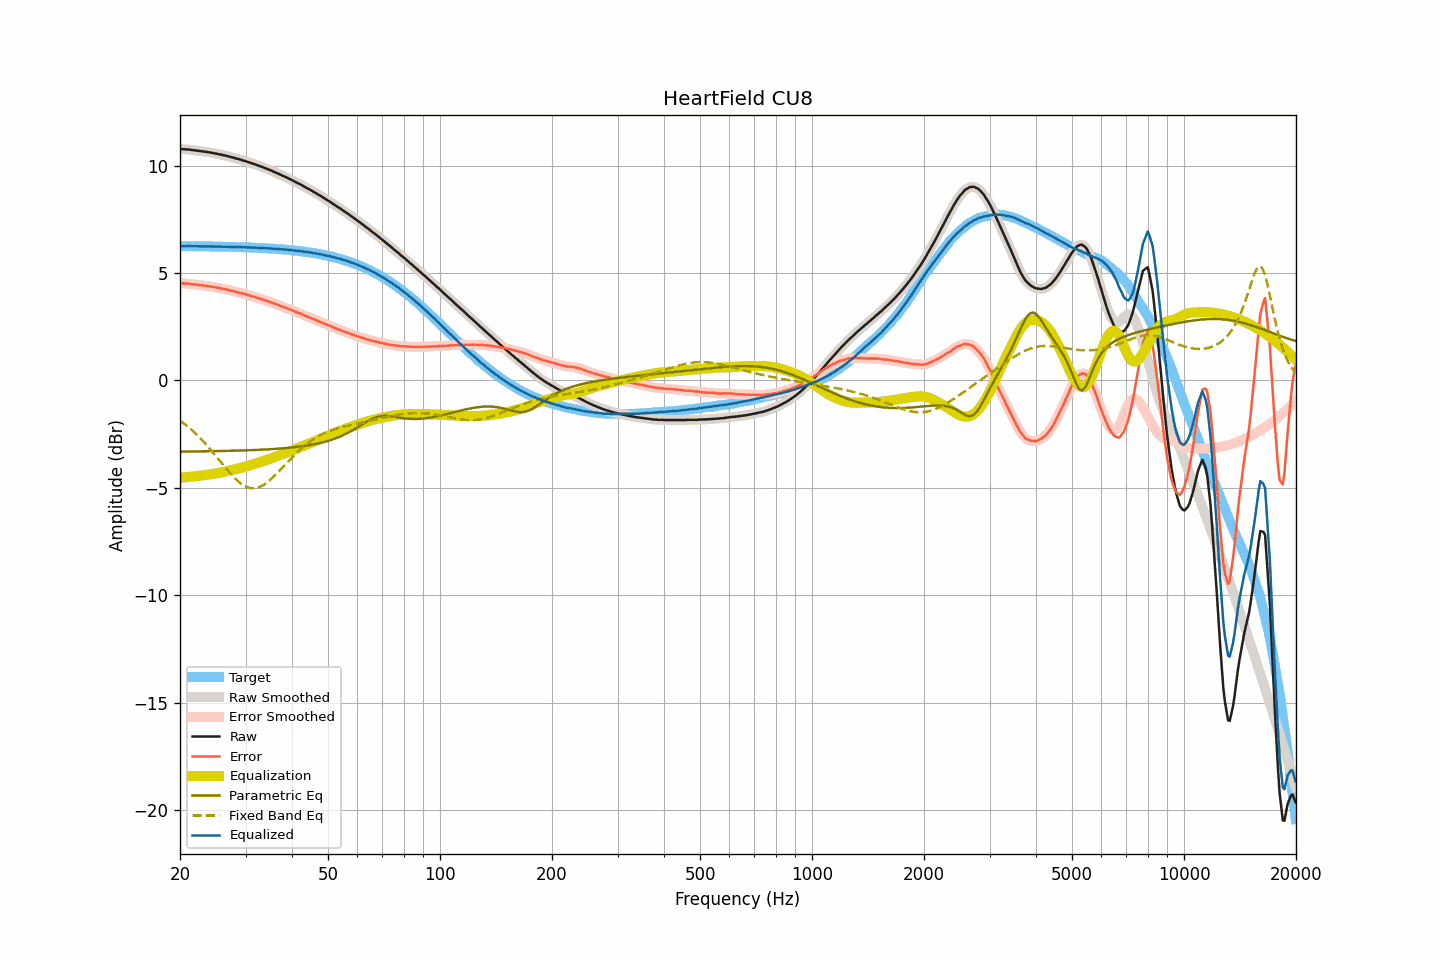 HeartField CU8
Amplitude (dBr)
10
5
0
−5
−10
−15
−20
Target
Raw Smoothed
Error Smoothed
Raw
Error
Equalization
Parametric Eq
Fixed Band Eq
Equalized
20 50 100 200 500 1000 2000 5000 10000 20000
Frequency (Hz)